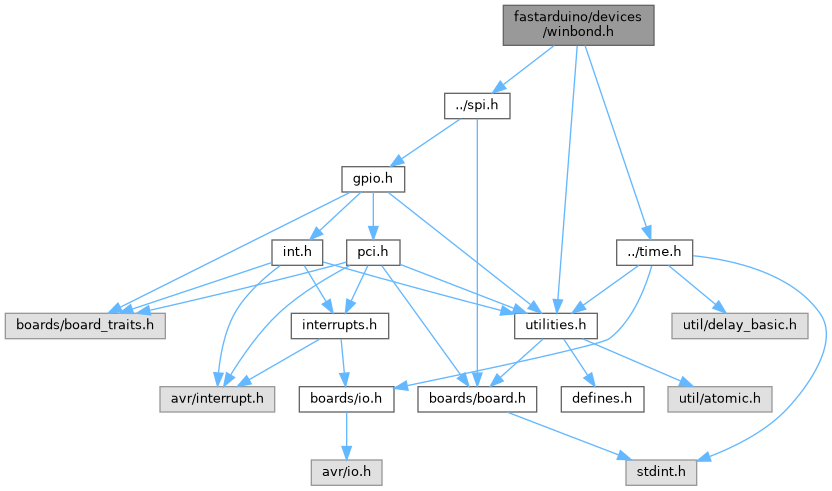 fastarduino/devices
/winbond.h
../spi.h
gpio.h
int.h
pci.h
../time.h
boards/board_traits.h
interrupts.h
utilities.h
util/delay_basic.h
avr/interrupt.h
boards/io.h
boards/board.h
defines.h
util/atomic.h
avr/io.h
stdint.h